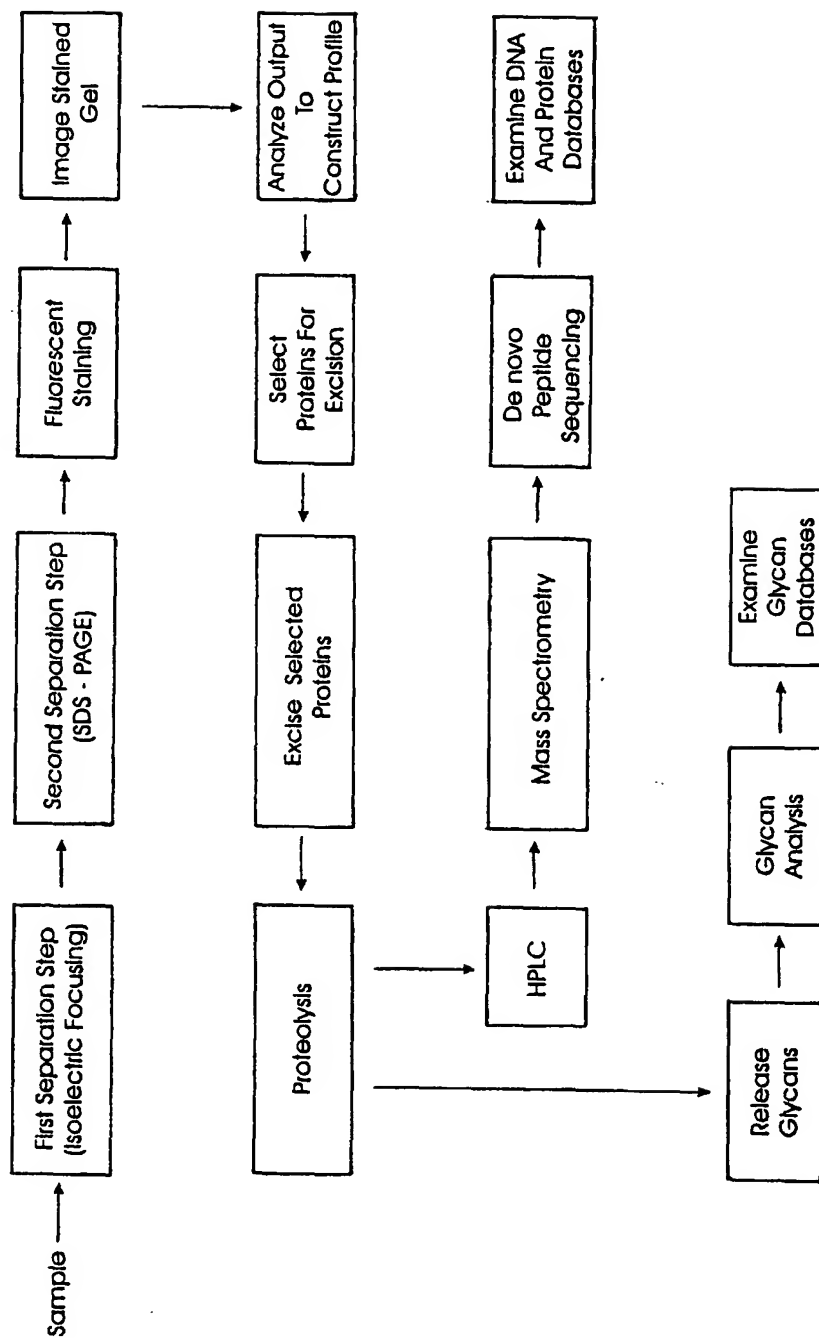 Sample
First Separation Step
(Isoelectric Focusing)
Second Separation Step
(SDS - PAGE)
Fluorescent
Staining
Image Stained
Gel
Analyze Output
To
Construct Profile
Select
Proteins For
Excision
Excise Selected
Proteins
Proteolysis
HPLC
Mass Spectrometry
De novo
Peptide
Sequencing
Examine DNA
And Protein
Databases
Release
Glycans
Glycan
Analysis
Examine
Glycan
Databases